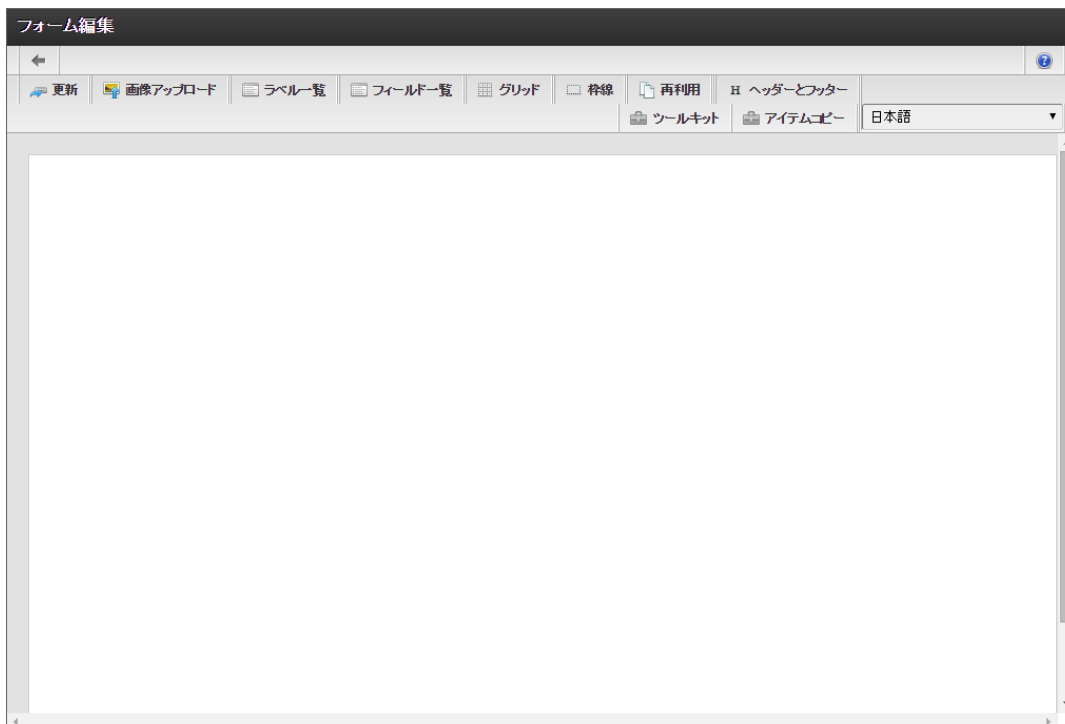 フォーム編集
更新 画像アップロード ラベル一覧 フィールド一覧 グリッド 枠線 再利用 H ヘッダーとフッター
ツールキット アイテムコピー 日本語